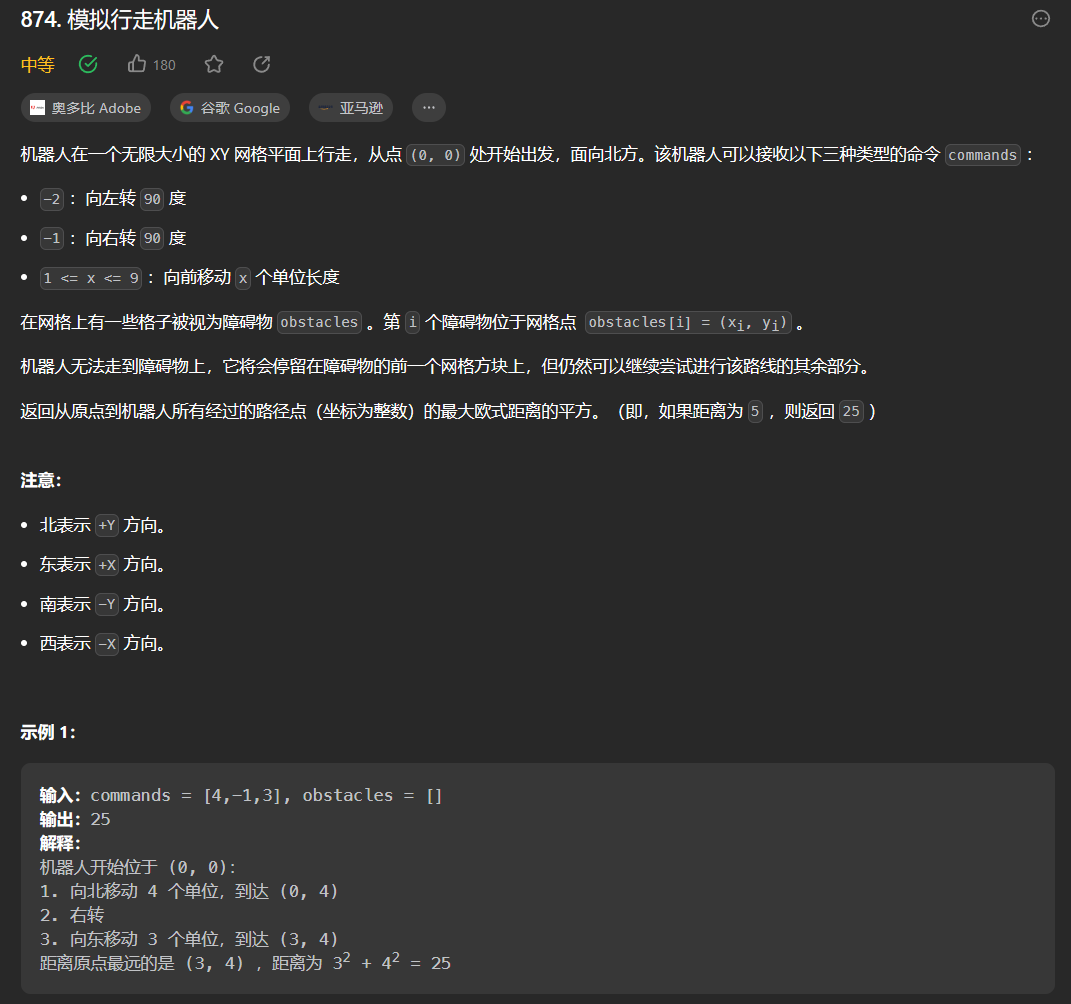 874. 模拟行走机器人
中等 180
奥多比 Adobe 谷歌 Google 亚马逊 ...
机器人在一个无限大小的 XY 网格平面上行走，从点 (0, 0) 处开始出发，面向北方。该机器人可以接收以下三种类型的命令 commands ：
• -2 ：向左转 90 度
• -1 ：向右转 90 度
• 1 <= x <= 9 ：向前移动 x 个单位长度
在网格上有一些格子被视为障碍物 obstacles 。第 i 个障碍物位于网格点 obstacles[i] = (xᵢ, yᵢ) 。
机器人无法走到障碍物上，它将会停留在障碍物的前一个网格方块上，但仍然可以继续尝试进行该路线的其余部分。
返回从原点到机器人所有经过的路径点（坐标为整数）的最大欧式距离的平方。（即，如果距离为 5 ，则返回 25 ）
注意：
• 北表示 +Y 方向。
• 东表示 +X 方向。
• 南表示 -Y 方向。
• 西表示 -X 方向。
示例 1：
输入：commands = [4,-1,3], obstacles = []
输出：25
解释：
机器人开始位于 (0, 0)：
1. 向北移动 4 个单位，到达 (0, 4)
2. 右转
3. 向东移动 3 个单位，到达 (3, 4)
距离原点最远的是 (3, 4) ，距离为 3² + 4² = 25